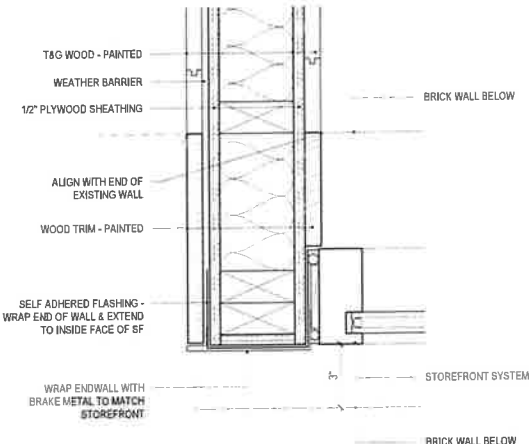 T&G WOOD - PAINTED
WEATHER BARRIER
1/2" PLYWOOD SHEATHING
BRICK WALL BELOW
ALIGN WITH END OF
EXISTING WALL
WOOD TRIM - PAINTED
SELF ADHERED FLASHING -
WRAP END OF WALL & EXTEND
TO INSIDE FACE OF SF
WRAP ENDWALL WITH
BRAKE METAL TO MATCH
STOREFRONT
3"
STOREFRONT SYSTEM
BRICK WALL BELOW